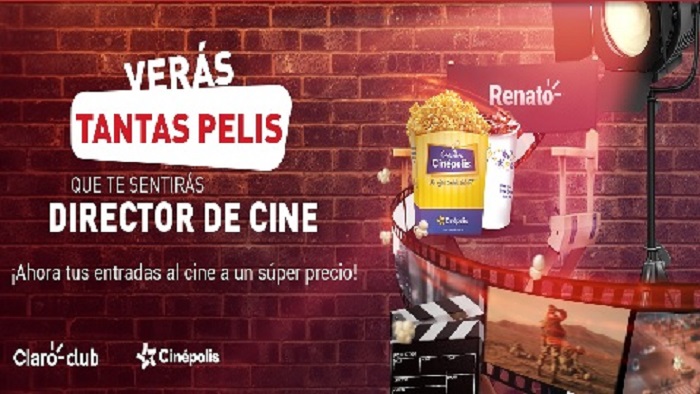 VERÁS
TANTAS PELIS
QUE TE SENTIRÁS
DIRECTOR DE CINE
¡Ahora tus entradas al cine a un súper precio!
Claro-club
Cinépolis
Renato
Cinépolis
Cinépolis